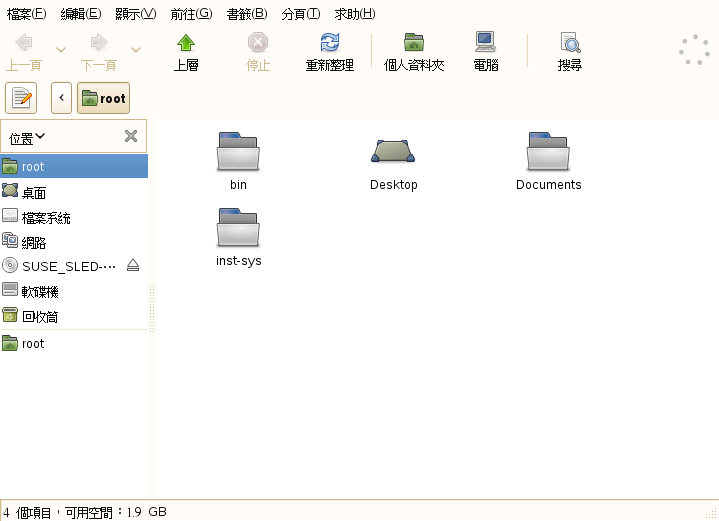 檔案(F) 編輯(E) 顯示(V) 前往(G) 書籤(B) 分頁(T) 求助(H)
上一頁 下一頁 上層 停止 重新整理 個人資料夾 電腦 搜尋
root
位置
root
桌面
檔案系統
網路
SUSE_SLED-···
軟碟機
回收筒
root
bin Desktop Documents
inst-sys
4 個項目，可用空間：1.9 GB